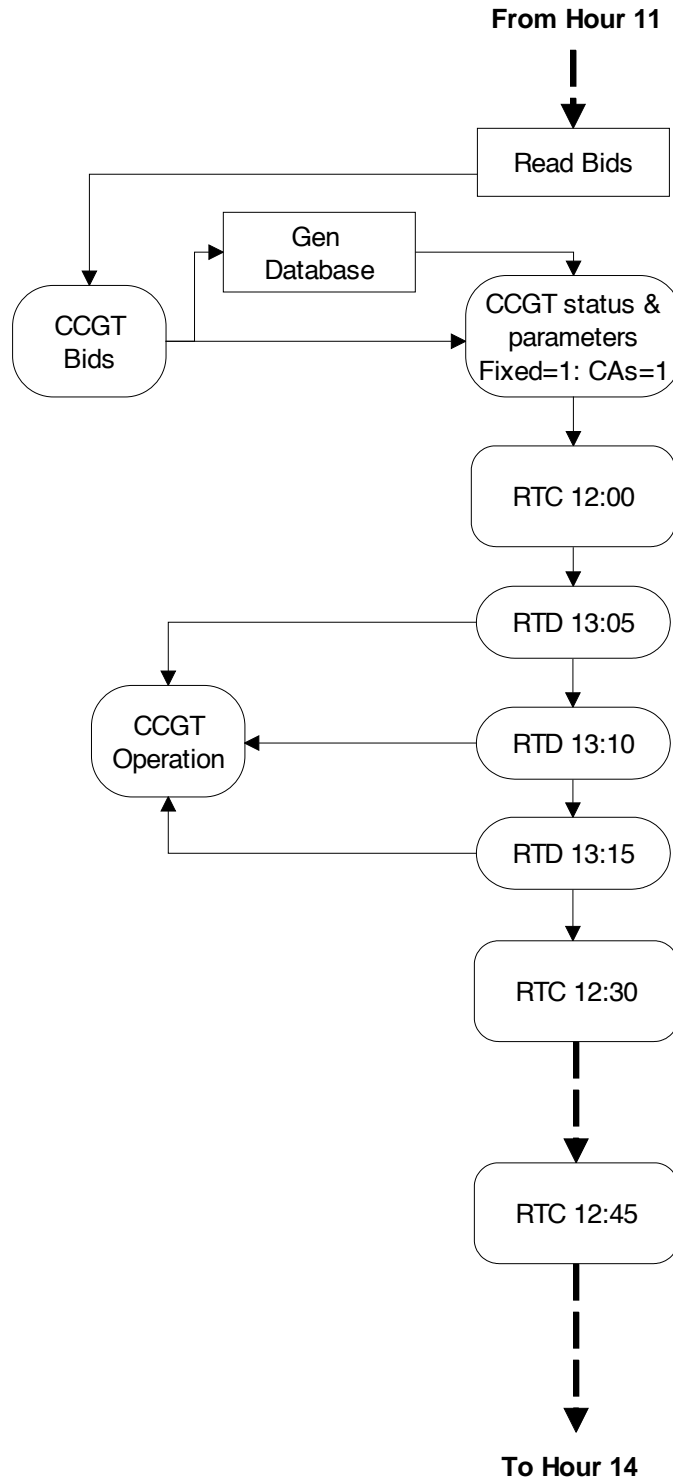 From Hour 11
Read Bids
Gen
Database
CCGT
Bids
CCGT status &
parameters
Fixed=1: CAs=1
RTC 12:00
RTD 13:05
CCGT
Operation
RTD 13:10
RTD 13:15
RTC 12:30
RTC 12:45
To Hour 14